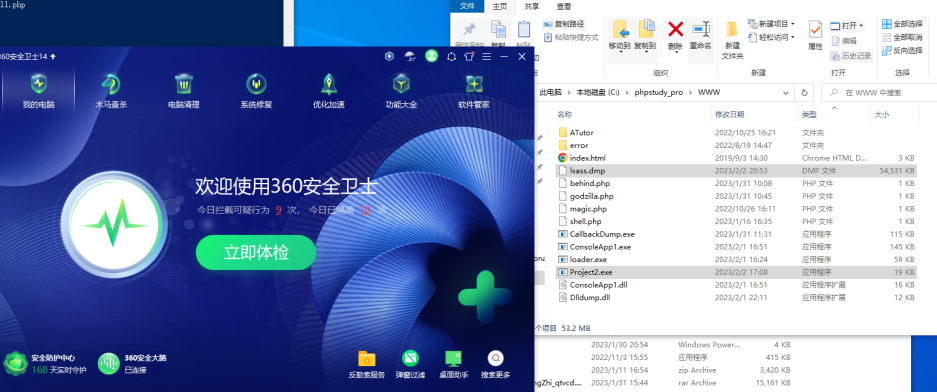 ll.php
360安全卫士14
我的电脑
木马查杀
电脑清理
系统修复
优化加速
功能大全
软件管家
欢迎使用360安全卫士
今日拦截可疑行为 9 次， 今日已隔离
立即体检
安全防护中心
168 天实时守护
360安全大脑
已连接
反勒索服务
弹窗过滤
桌面助手
搜索更多
文件 主页 共享 查看
复制路径
粘贴快捷方式
复制 粘贴
移动到 复制到 删除 重命名
组织
新建
文件夹
新建项目
轻松访问
新建
属性
打开
编辑
历史记录
打开
全部选择
全部取消
反向选择
选择
此电脑 > 本地磁盘 (C:) > phpstudy_pro > WWW
在 WWW 中搜索
名称 修改日期 类型 大小
ATutor 2022/10/25 16:21 文件夹
error 2022/8/19 14:47 文件夹
index.html 2019/9/3 14:30 Chrome HTML D... 3 KB
lsass.dmp 2023/2/2 20:53 DMP 文件 54,531 KB
behind.php 2023/1/31 10:08 PHP 文件 1 KB
godzilla.php 2023/1/31 10:45 PHP 文件 1 KB
magic.php 2022/10/26 16:11 PHP 文件 1 KB
shell.php 2023/1/16 16:35 PHP 文件 1 KB
CallbackDump.exe 2023/1/31 11:31 应用程序 115 KB
ConsoleApp1.exe 2023/2/1 16:51 应用程序 145 KB
loader.exe 2023/2/1 16:24 应用程序 59 KB
Project2.exe 2023/2/2 17:08 应用程序 19 KB
ConsoleApp1.dll 2023/2/1 16:51 应用程序扩展 16 KB
Dlldump.dll 2023/2/1 22:11 应用程序扩展 12 KB
个项目 53.2 MB
2023/1/30 20:54 Windows Power... 4 KB
2022/11/3 15:55 应用程序 415 KB
2023/1/11 16:54 zip Archive 3,420 KB
ngZhi_qtvcd... 2023/1/31 15:44 rar Archive 15,161 KB